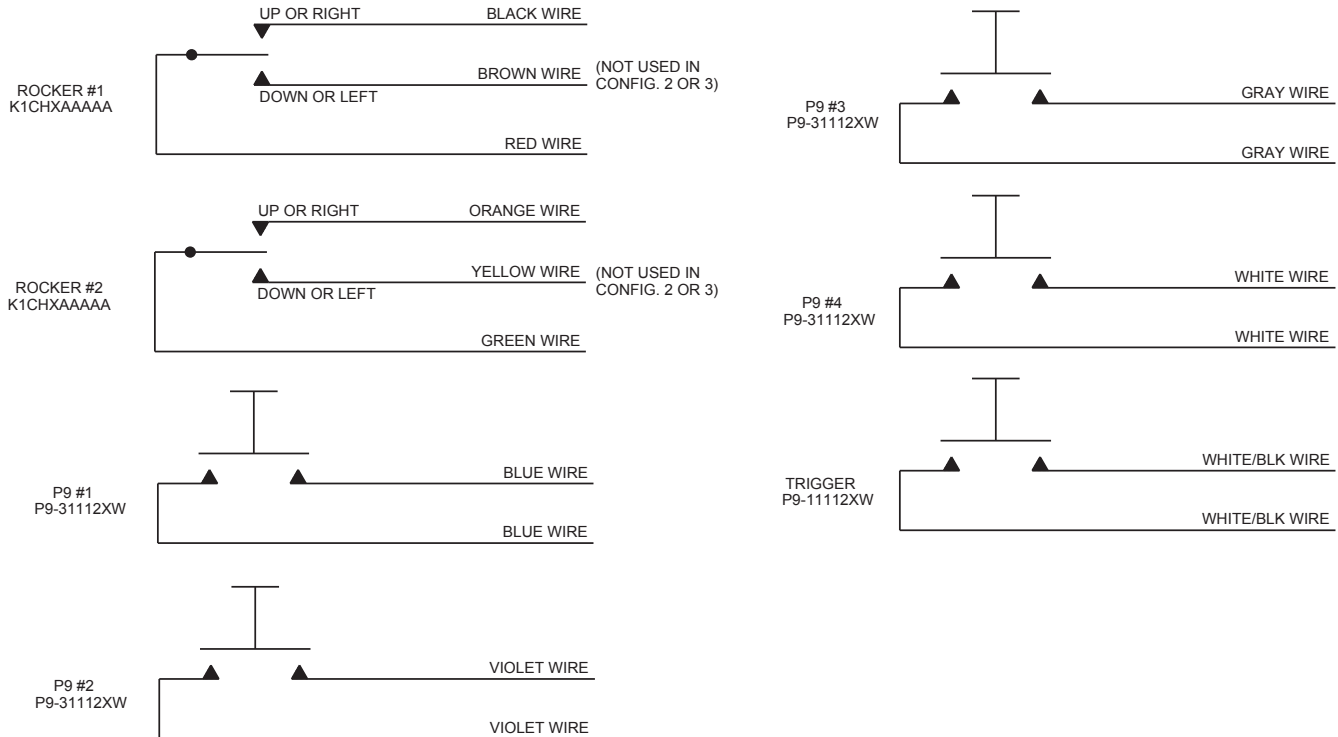 UP OR RIGHT
BLACK WIRE
ROCKER #1
K1CHXAAAAA
BROWN WIRE
(NOT USED IN
CONFIG. 2 OR 3)
DOWN OR LEFT
RED WIRE
UP OR RIGHT
ORANGE WIRE
ROCKER #2
K1CHXAAAAA
YELLOW WIRE
(NOT USED IN
CONFIG. 2 OR 3)
DOWN OR LEFT
GREEN WIRE
P9 #1
P9-31112XW
BLUE WIRE
BLUE WIRE
P9 #2
P9-31112XW
VIOLET WIRE
VIOLET WIRE
P9 #3
P9-31112XW
GRAY WIRE
GRAY WIRE
P9 #4
P9-31112XW
WHITE WIRE
WHITE WIRE
TRIGGER
P9-11112XW
WHITE/BLK WIRE
WHITE/BLK WIRE